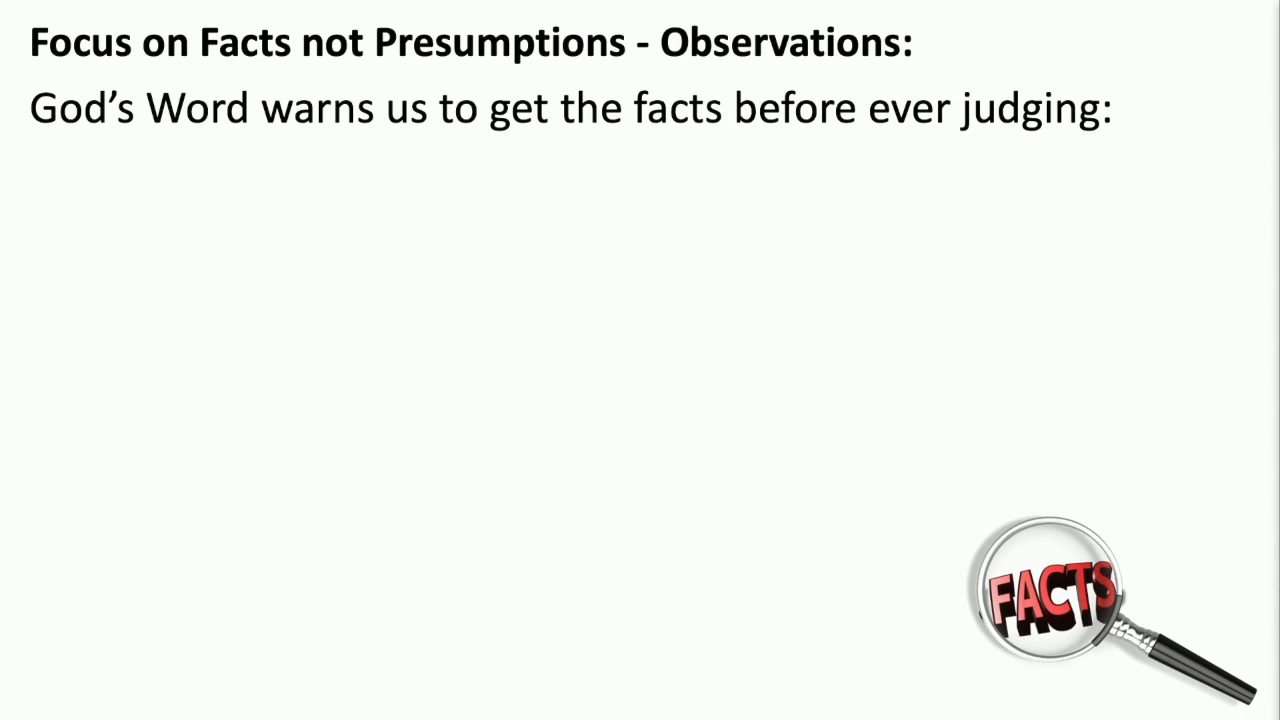 Focus on Facts not Presumptions - Observations:
God’s Word warns us to get the facts before ever judging:
FACTS